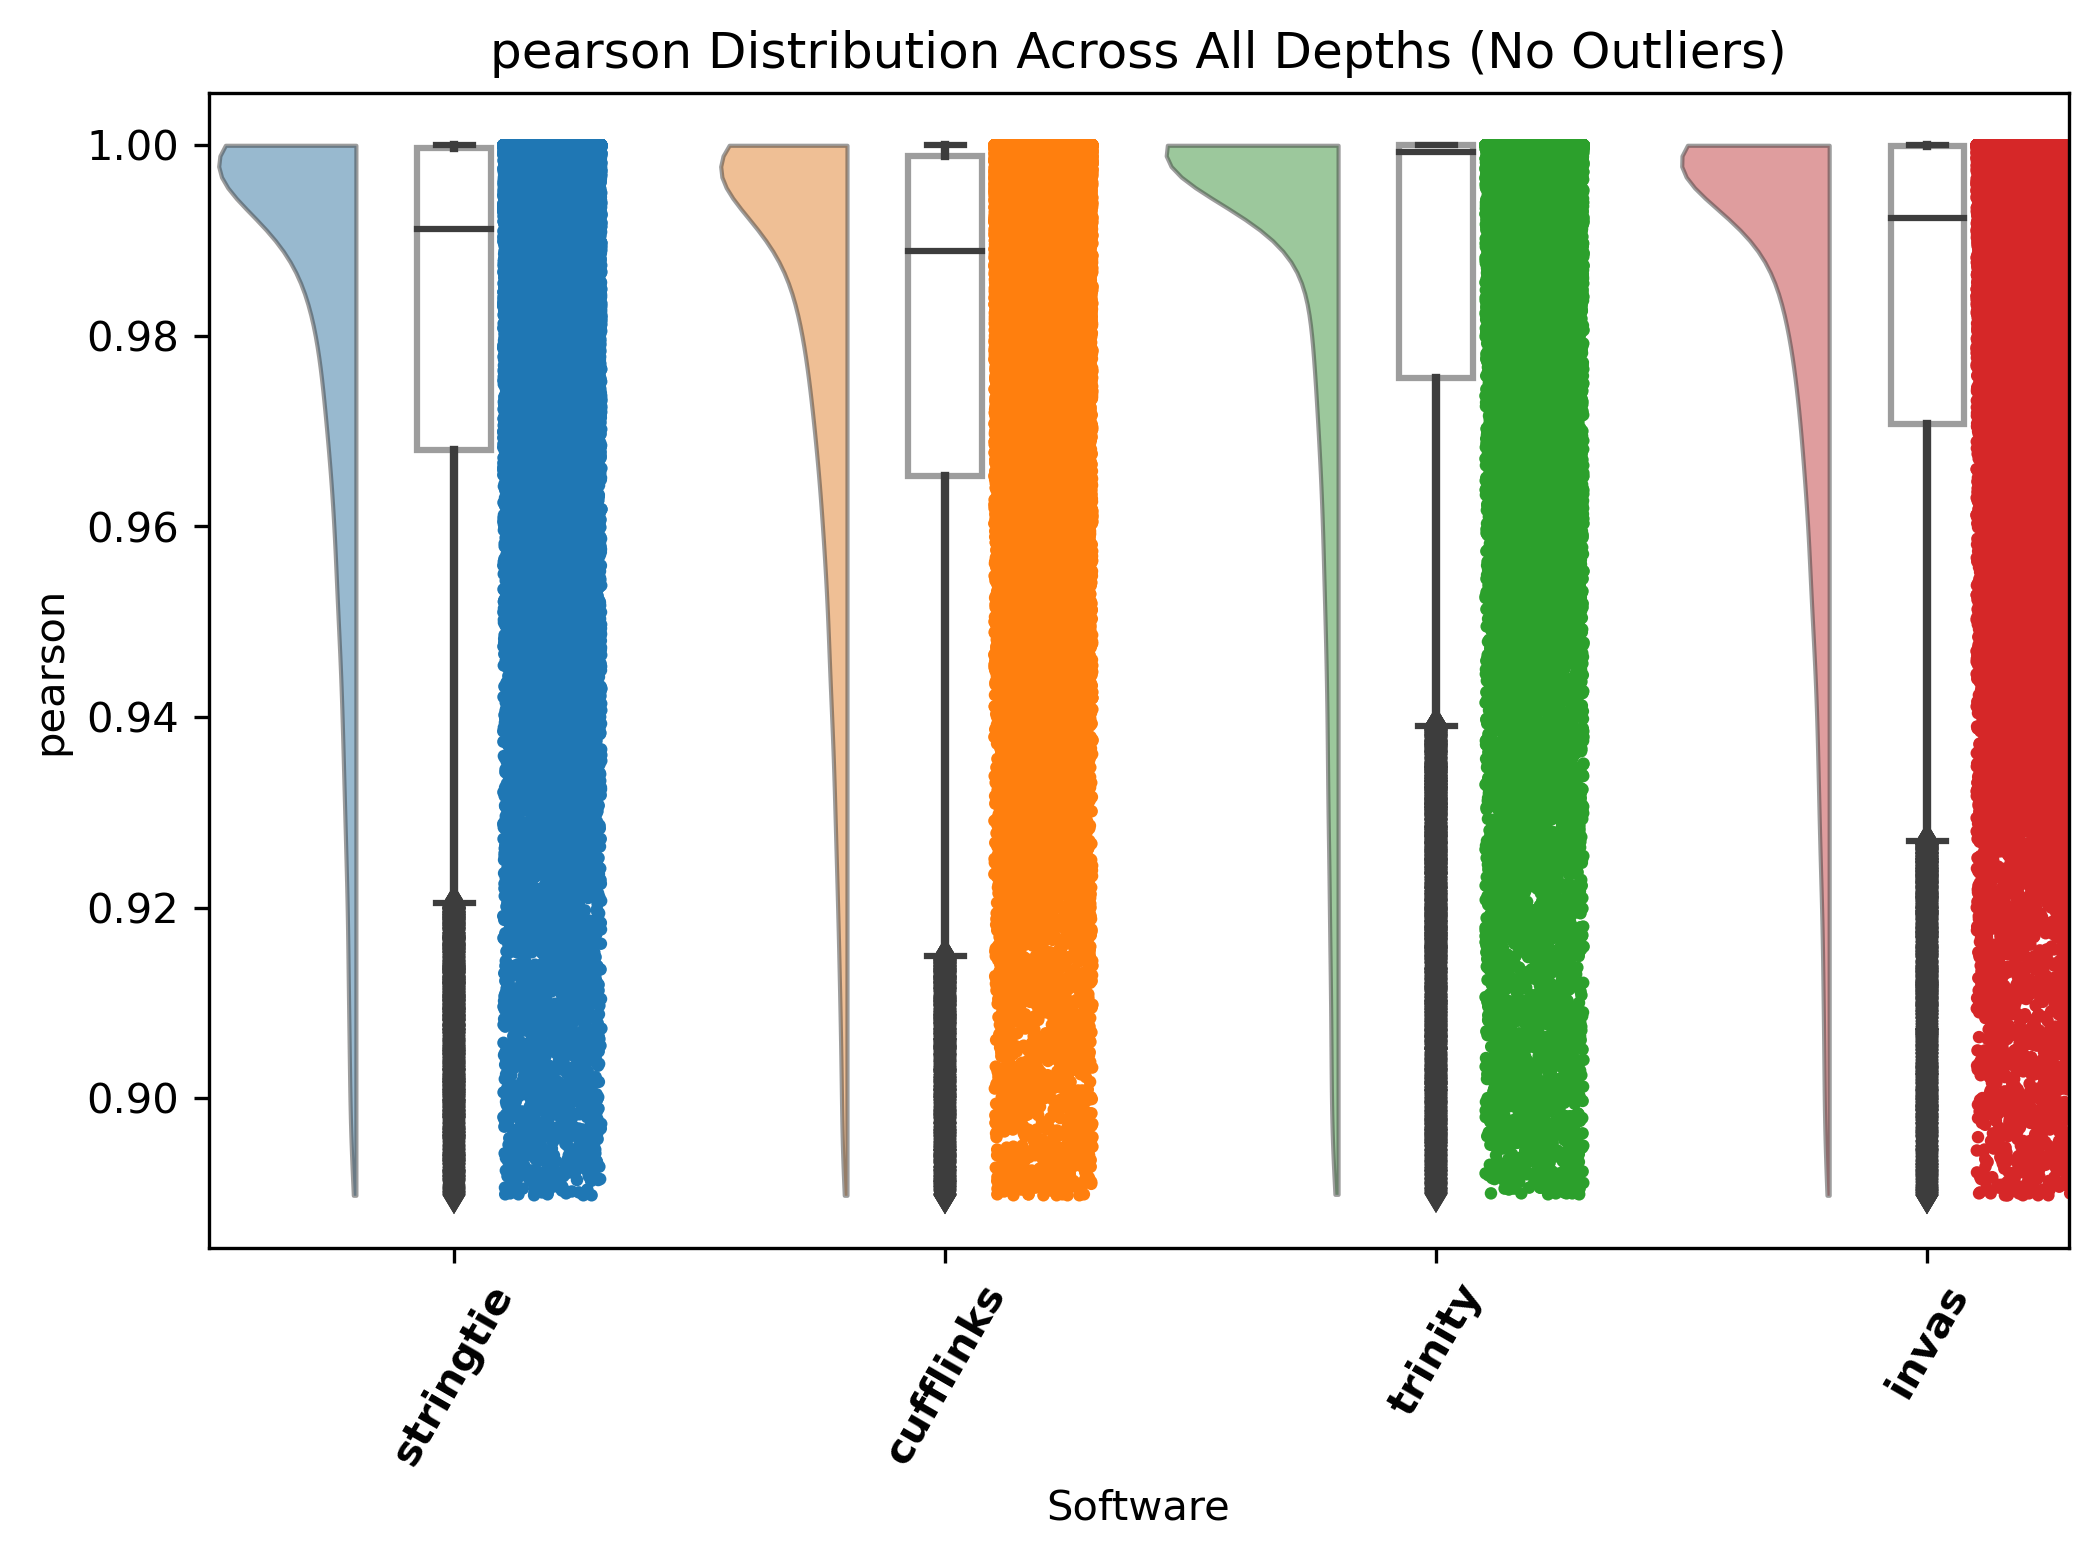 pearson Distribution Across All Depths (No Outliers)
1.00
0.98
0.96
0.94
0.92
0.90
pearson
stringtie
cufflinks
trinity
invas
Software